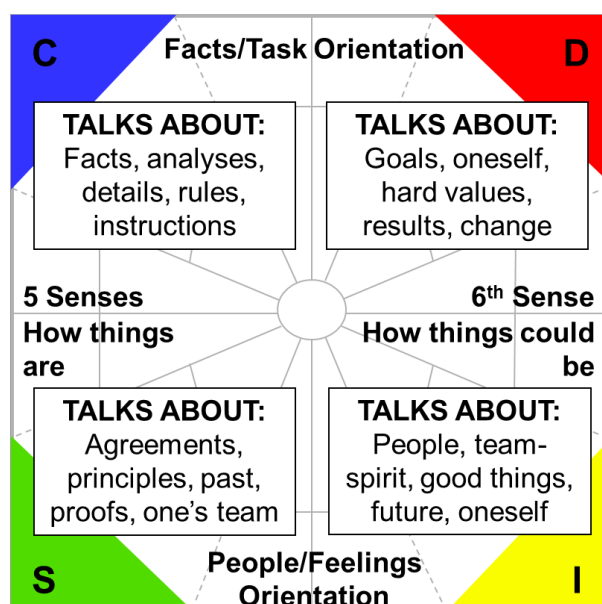 C
Facts/Task Orientation
D
TALKS ABOUT:
Facts, analyses,
details, rules,
instructions
TALKS ABOUT:
Goals, oneself,
hard values,
results, change
5 Senses
How things
are
6th Sense
How things could
be
TALKS ABOUT:
Agreements,
principles, past,
proofs, one's team
TALKS ABOUT:
People, team-
spirit, good things,
future, oneself
S
People/Feelings
Orientation
I